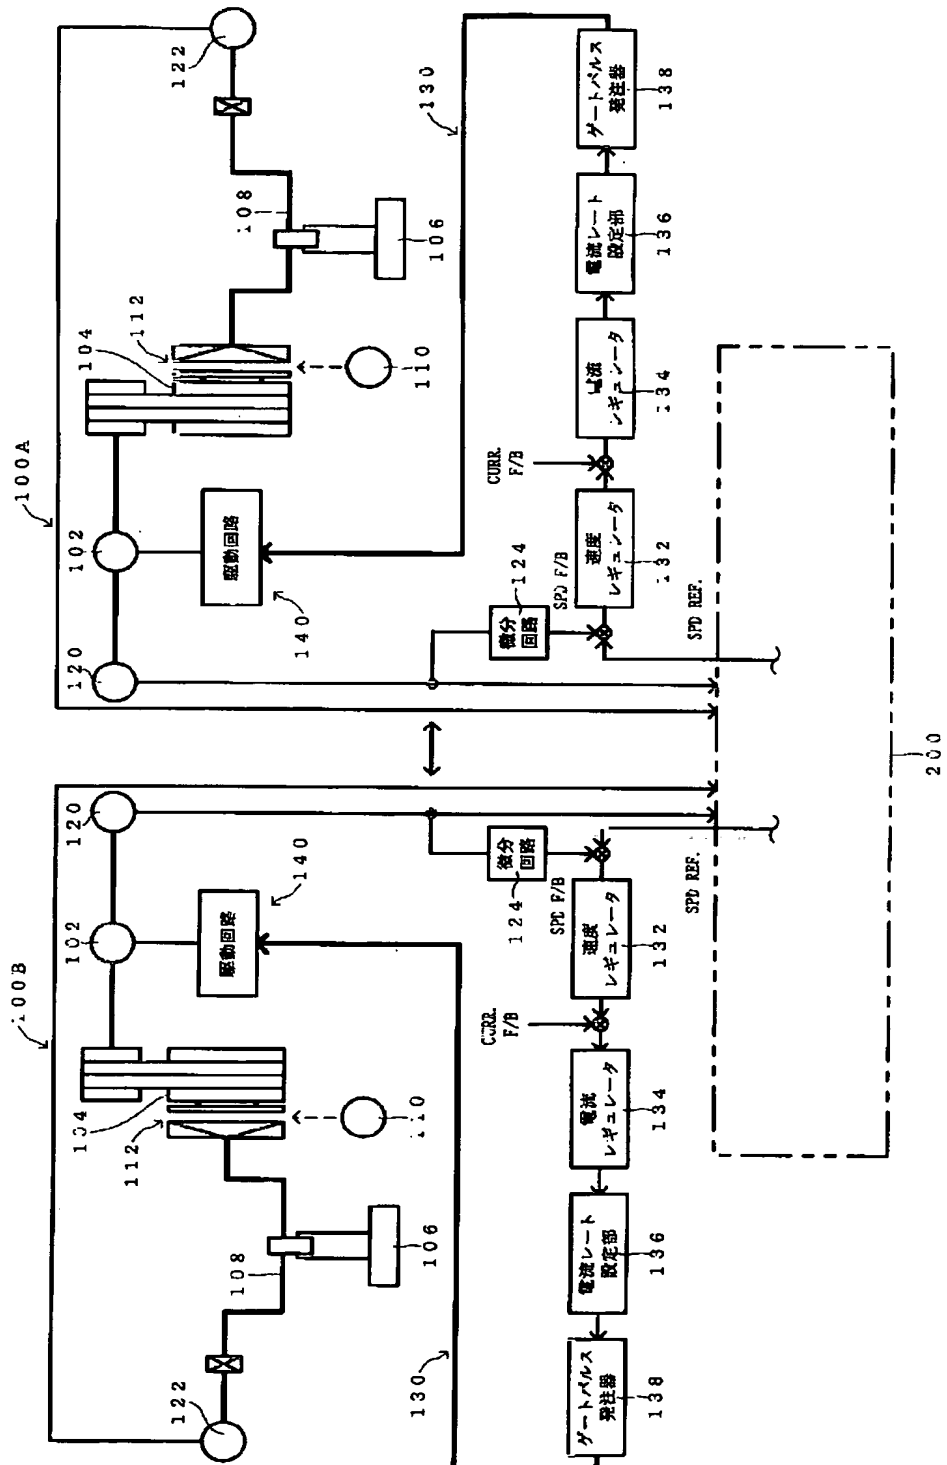 100B
100A
104
102
120
120
102
104
112
112
122
122
108
駆動回路
駆動回路
108
140
140
130
106
110
110
106
130
CURR.
F/B
124
微分
回路
SPD F/B
微分
回路
124
SPD F/B
CURR.
F/B
ゲートパルス
発注器
電流レート
設定部
電流
レギュレータ
速度
レギュレータ
速度
レギュレータ
電流
レギュレータ
電流レート
設定部
ゲートパルス
発注器
138
136
134
132
132
134
136
138
SPD REF.
SPD REF.
200